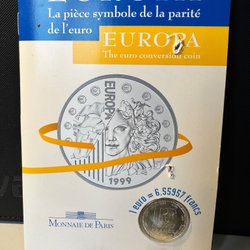 La pièce symbole de la parité
de l'euro
EUROPA
The euro conversion coin
EUROPA
1999
1 euro = 6,55957 francs
MONNAIE DE PARIS